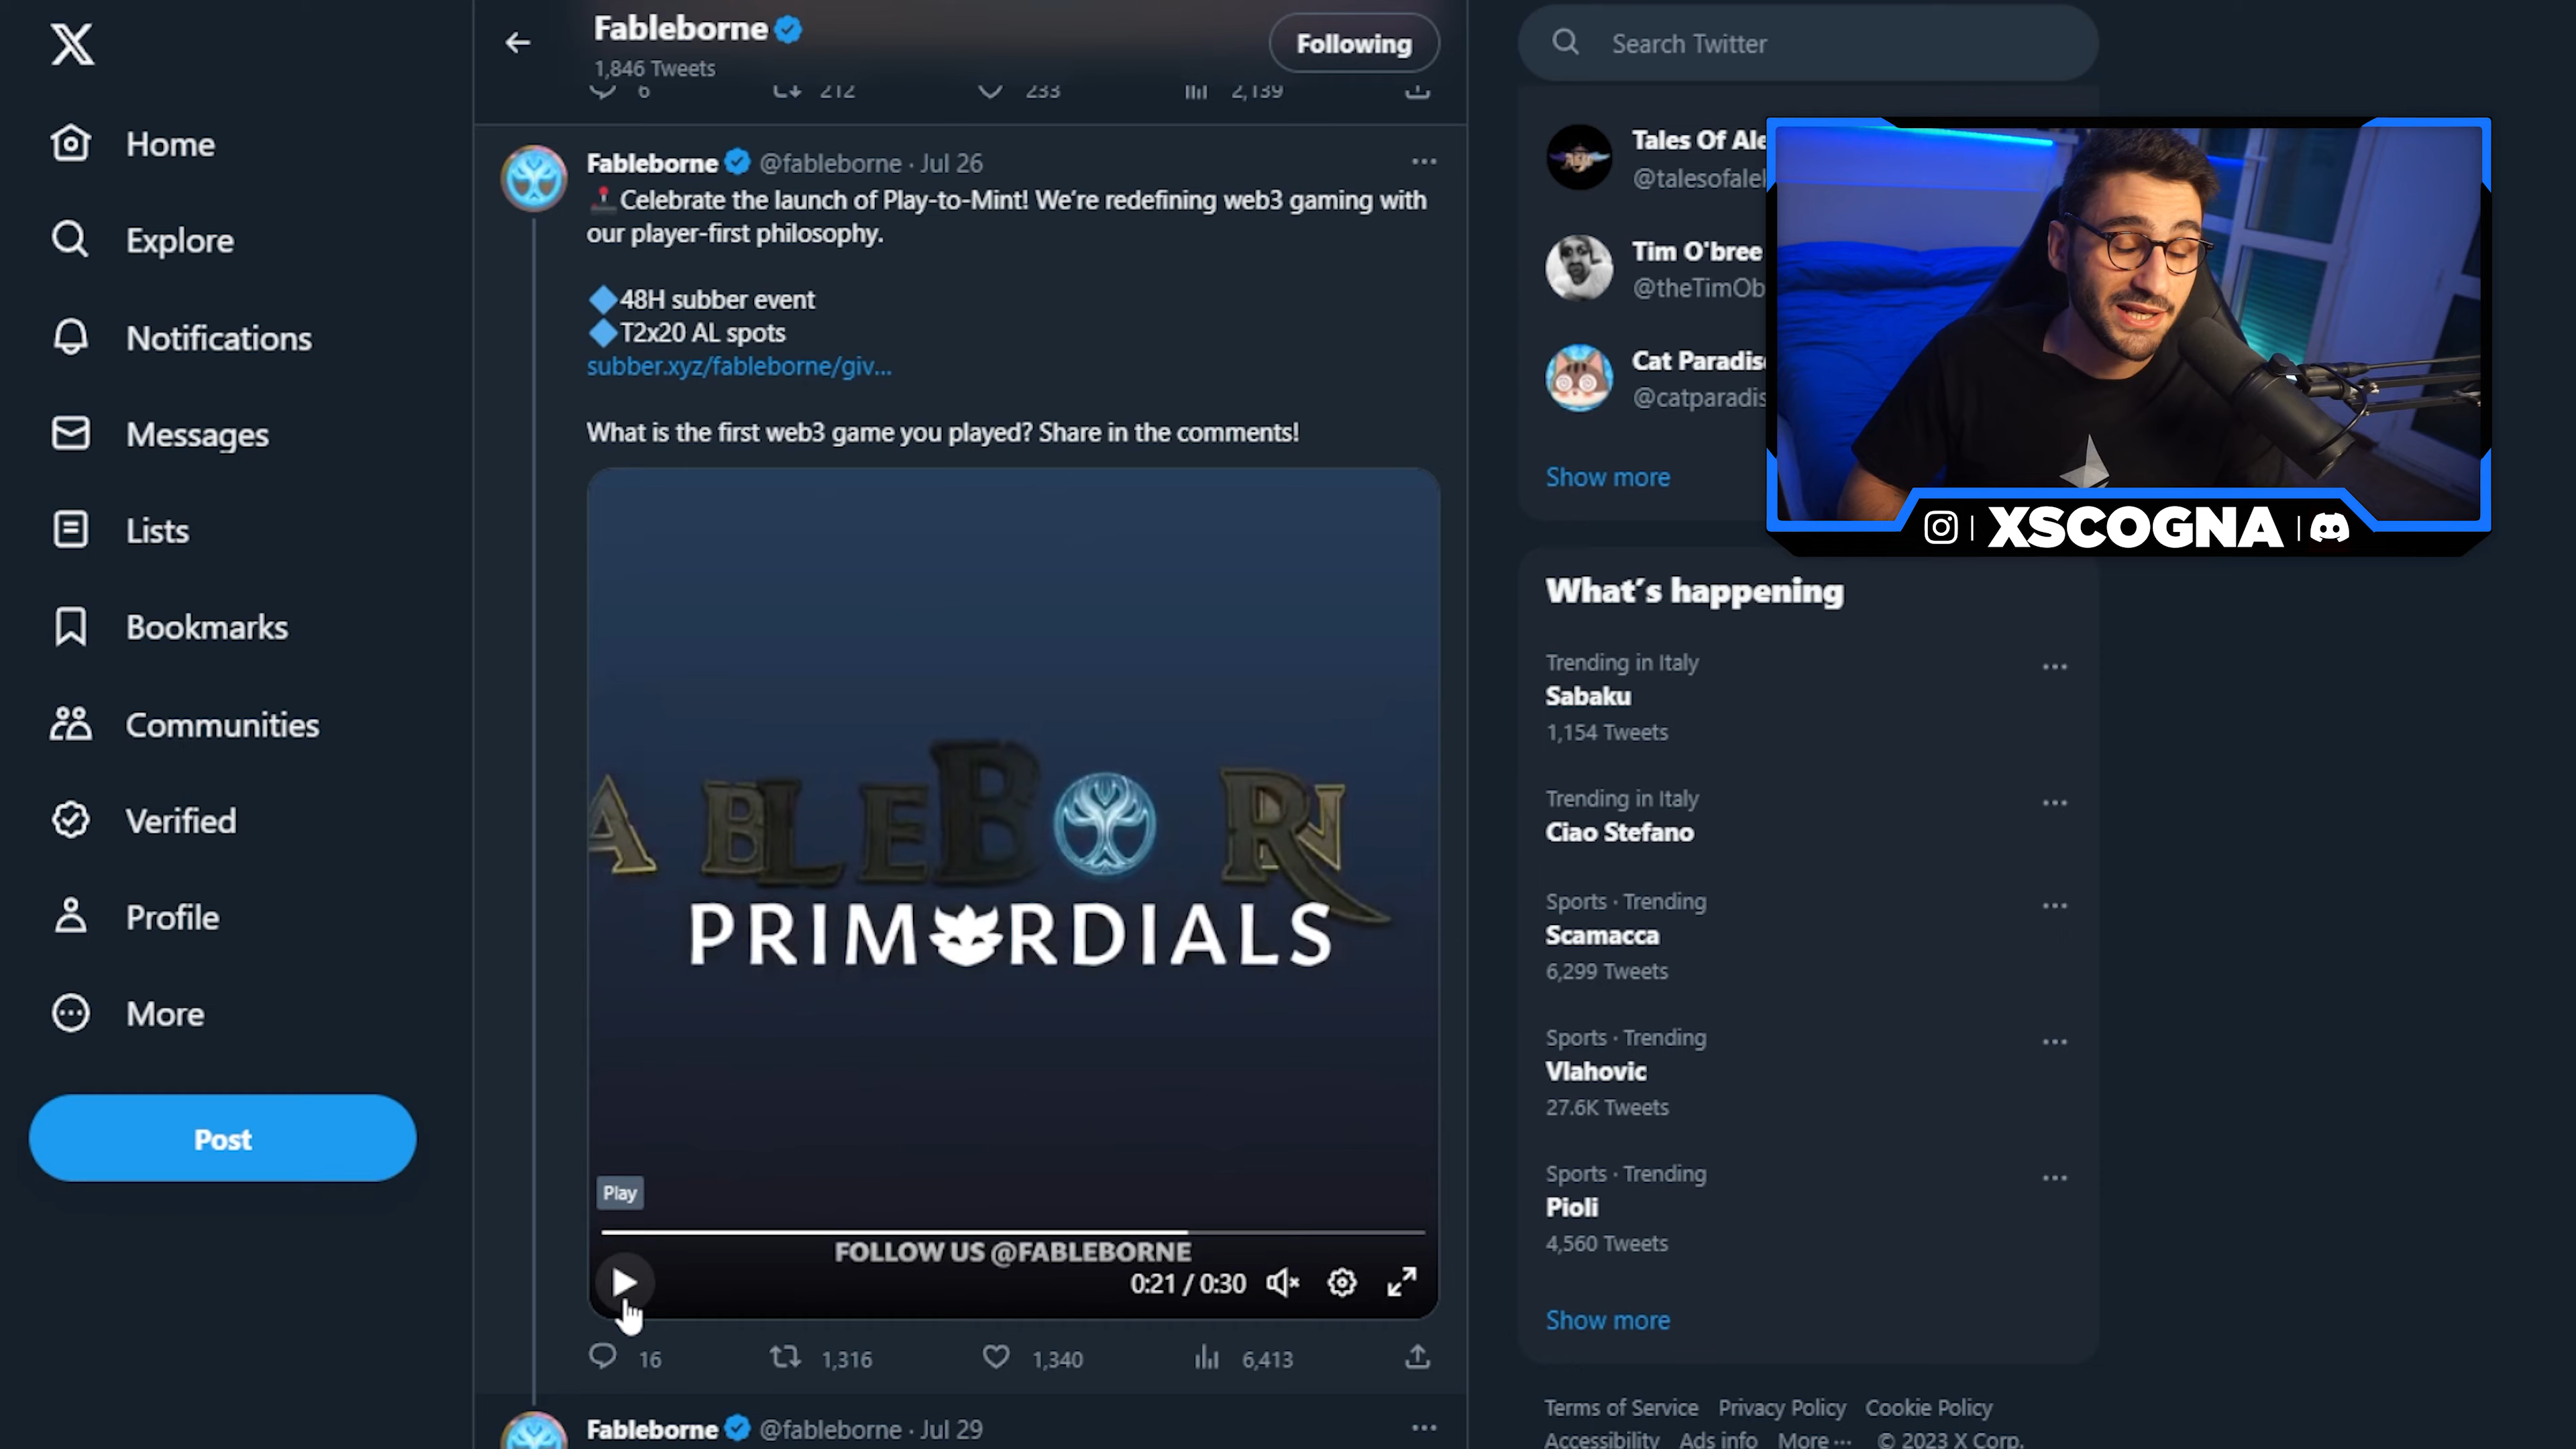 Fableborne
1,846 Tweets
Following
Search Twitter
6 212 233 2,139
Home
Explore
Notifications
Messages
Lists
Bookmarks
Communities
Verified
Profile
More
Post
Fableborne @fableborne · Jul 26
Celebrate the launch of Play-to-Mint! We're redefining web3 gaming with
our player-first philosophy.
48H subber event
T2x20 AL spots
subber.xyz/fableborne/giv...
What is the first web3 game you played? Share in the comments!
ABLEBORN
PRIMORDIALS
Play
FOLLOW US @FABLEBORNE
0:21 / 0:30
16 1,316 1,340 6,413
Fableborne @fableborne · Jul 29
Tales Of Ale
@talesofale
Tim O'bree
@theTimOb
Cat Paradis
@catparadis
Show more
XSCOGNA
What's happening
Trending in Italy
Sabaku
1,154 Tweets
Trending in Italy
Ciao Stefano
Sports · Trending
Scamacca
6,299 Tweets
Sports · Trending
Vlahovic
27.6K Tweets
Sports · Trending
Pioli
4,560 Tweets
Show more
Terms of Service Privacy Policy Cookie Policy
Accessibility Ads info More ··· © 2023 X Corp.